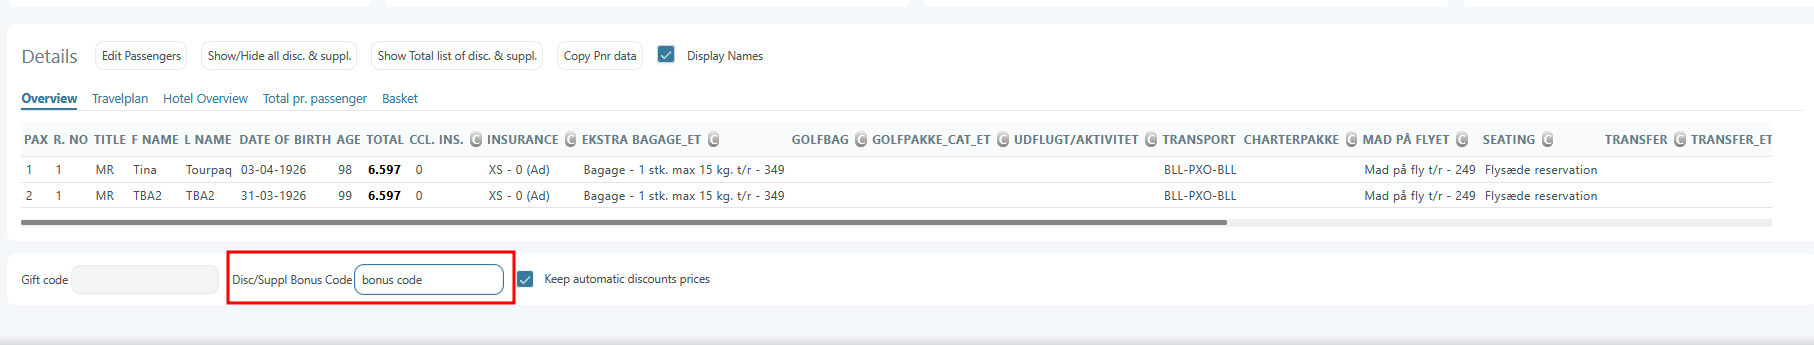 Details Edit Passengers Show/Hide all disc. & suppl. Show Total list of disc. & suppl. Copy Pnr data Display Names
Overview Travelplan Hotel Overview Total pr. passenger Basket
PAX R. NO TITLE F NAME L NAME DATE OF BIRTH AGE TOTAL CCL. INS. C INSURANCE C EKSTRA BAGAGE_ET C GOLFBAG C GOLFPAKKE_CAT_ET C UDFLUGT/AKTIVITET C TRANSPORT CHARTERPAKKE C MAD PÅ FLYET C SEATING C TRANSFER C TRANSFER_ET
1 1 MR Tina Tourpaq 03-04-1926 98 6.597 0 XS - 0 (Ad) Bagage - 1 stk. max 15 kg. t/r - 349 BLL-PXO-BLL Mad på fly t/r - 249 Flysæde reservation
2 1 MR TBA2 TBA2 31-03-1926 99 6.597 0 XS - 0 (Ad) Bagage - 1 stk. max 15 kg. t/r - 349 BLL-PXO-BLL Mad på fly t/r - 249 Flysæde reservation
Gift code Disc/Suppl Bonus Code bonus code Keep automatic discounts prices